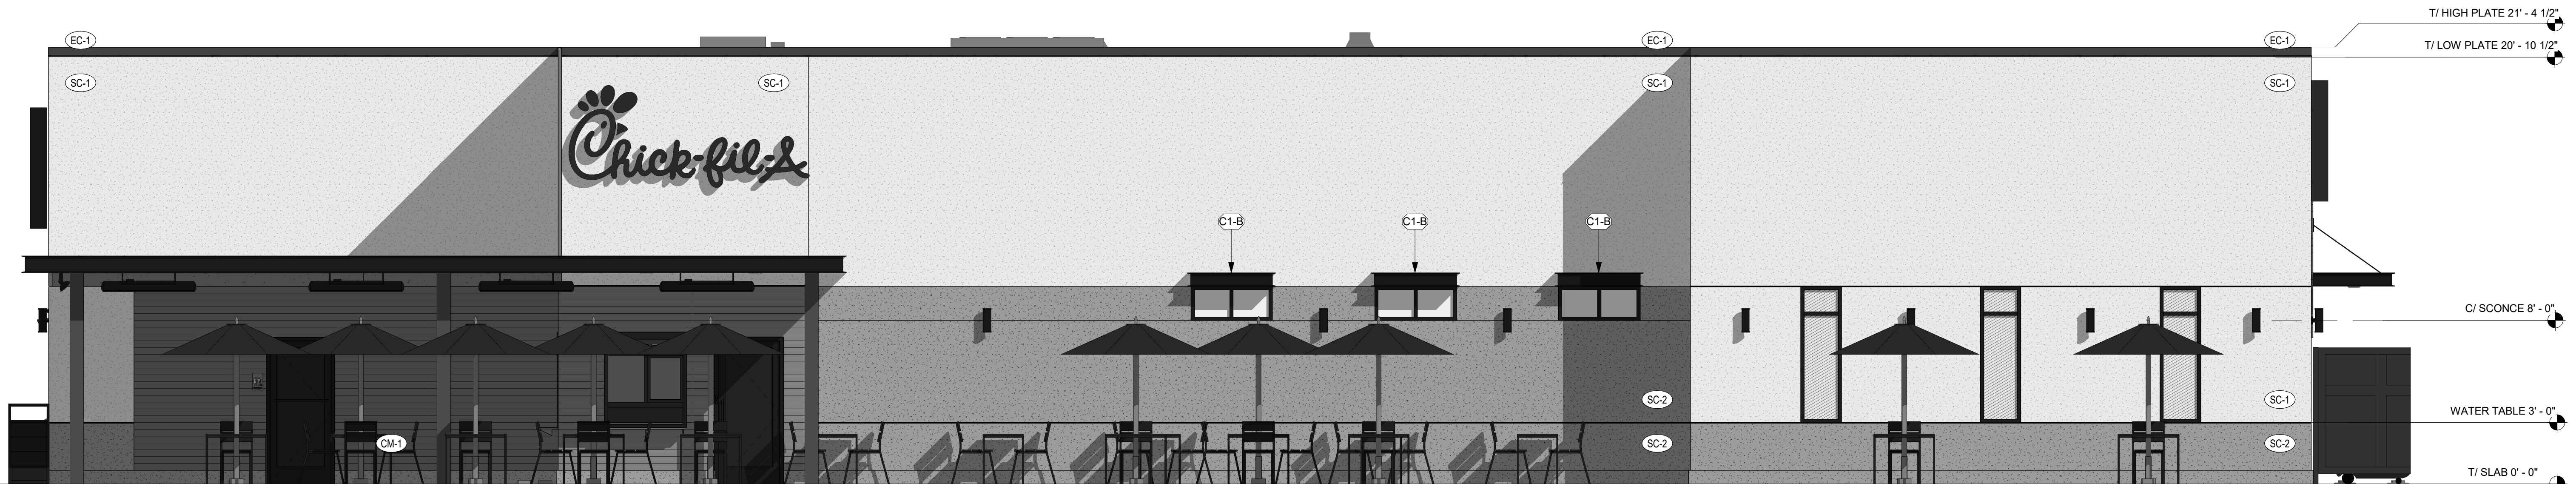 T/ HIGH PLATE 21' - 4 1/2"
EC-1
EC-1
EC-1
T/ LOW PLATE 20' - 10 1/2"
SC-1
SC-1
SC-1
SC-1
Chick-fil-A
C1-B
C1-B
C1-B
C/ SCONCE 8' - 0"
SC-2
SC-1
WATER TABLE 3' - 0"
CM-1
SC-2
SC-2
T/ SLAB 0' - 0"